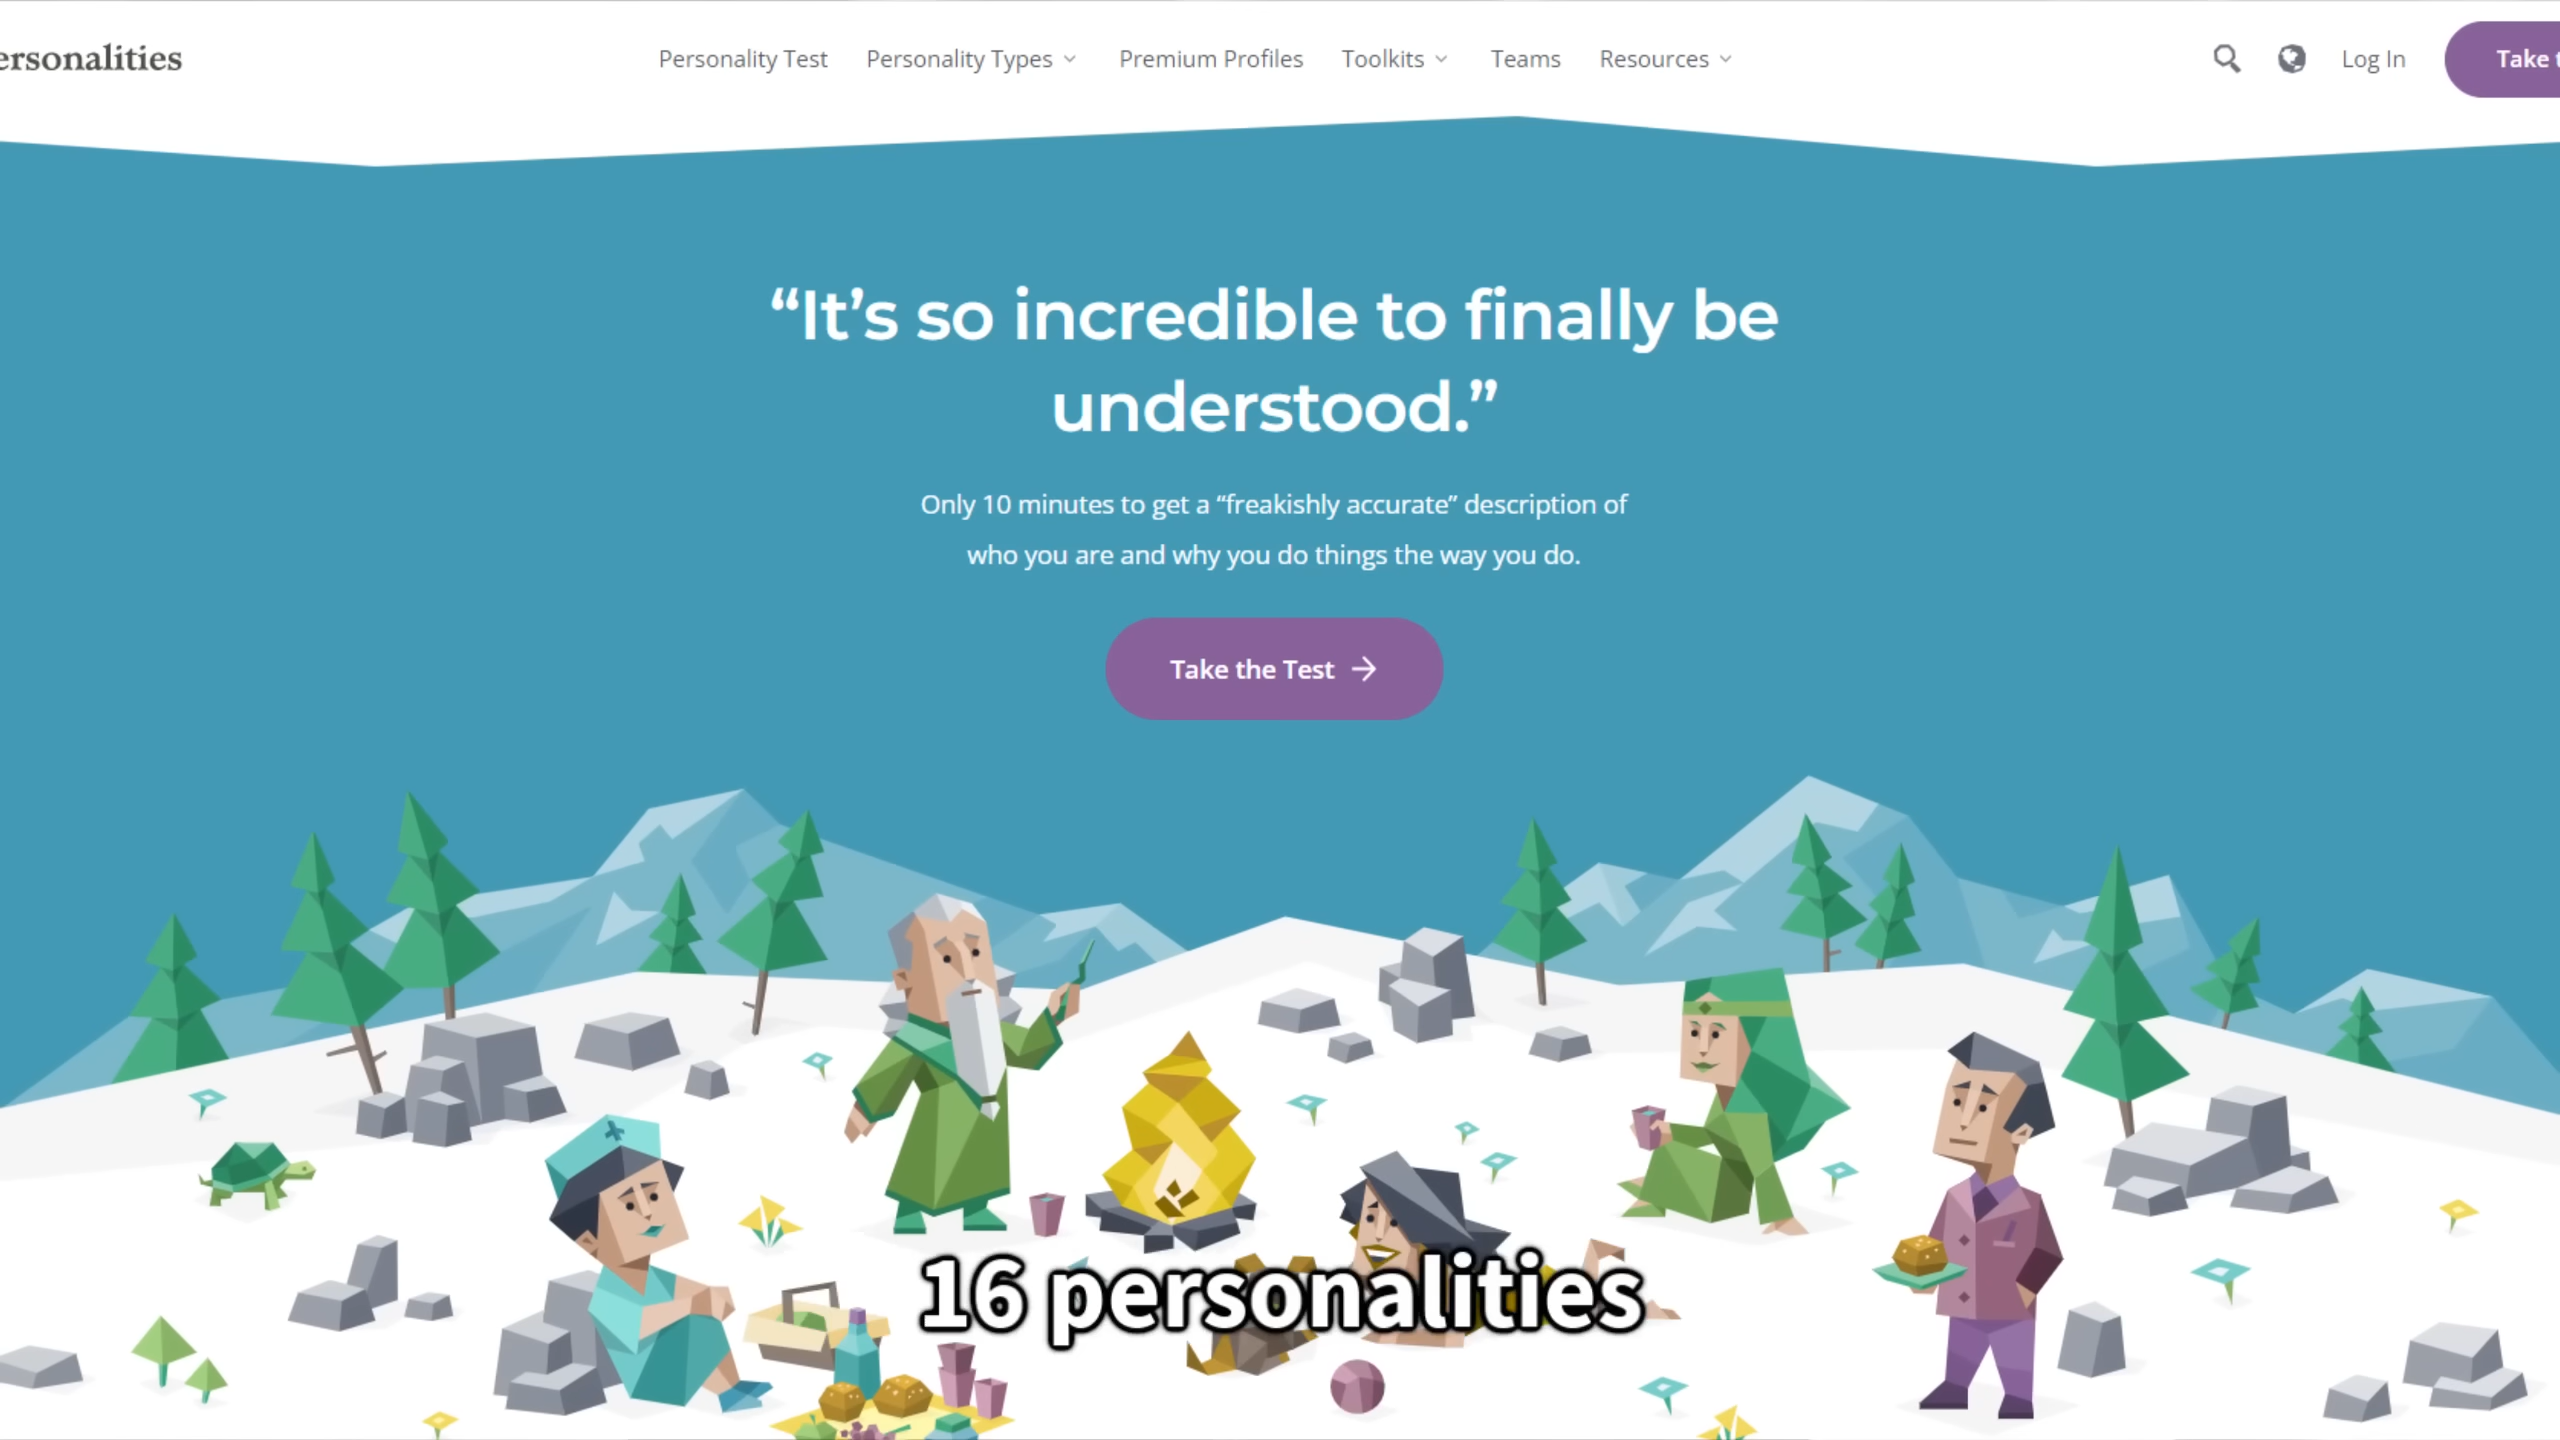 ersonalities
Personality Test Personality Types Premium Profiles Toolkits Teams Resources Log In Take t
“It’s so incredible to finally be
understood.”
Only 10 minutes to get a “freakishly accurate” description of
who you are and why you do things the way you do.
Take the Test
16 personalities